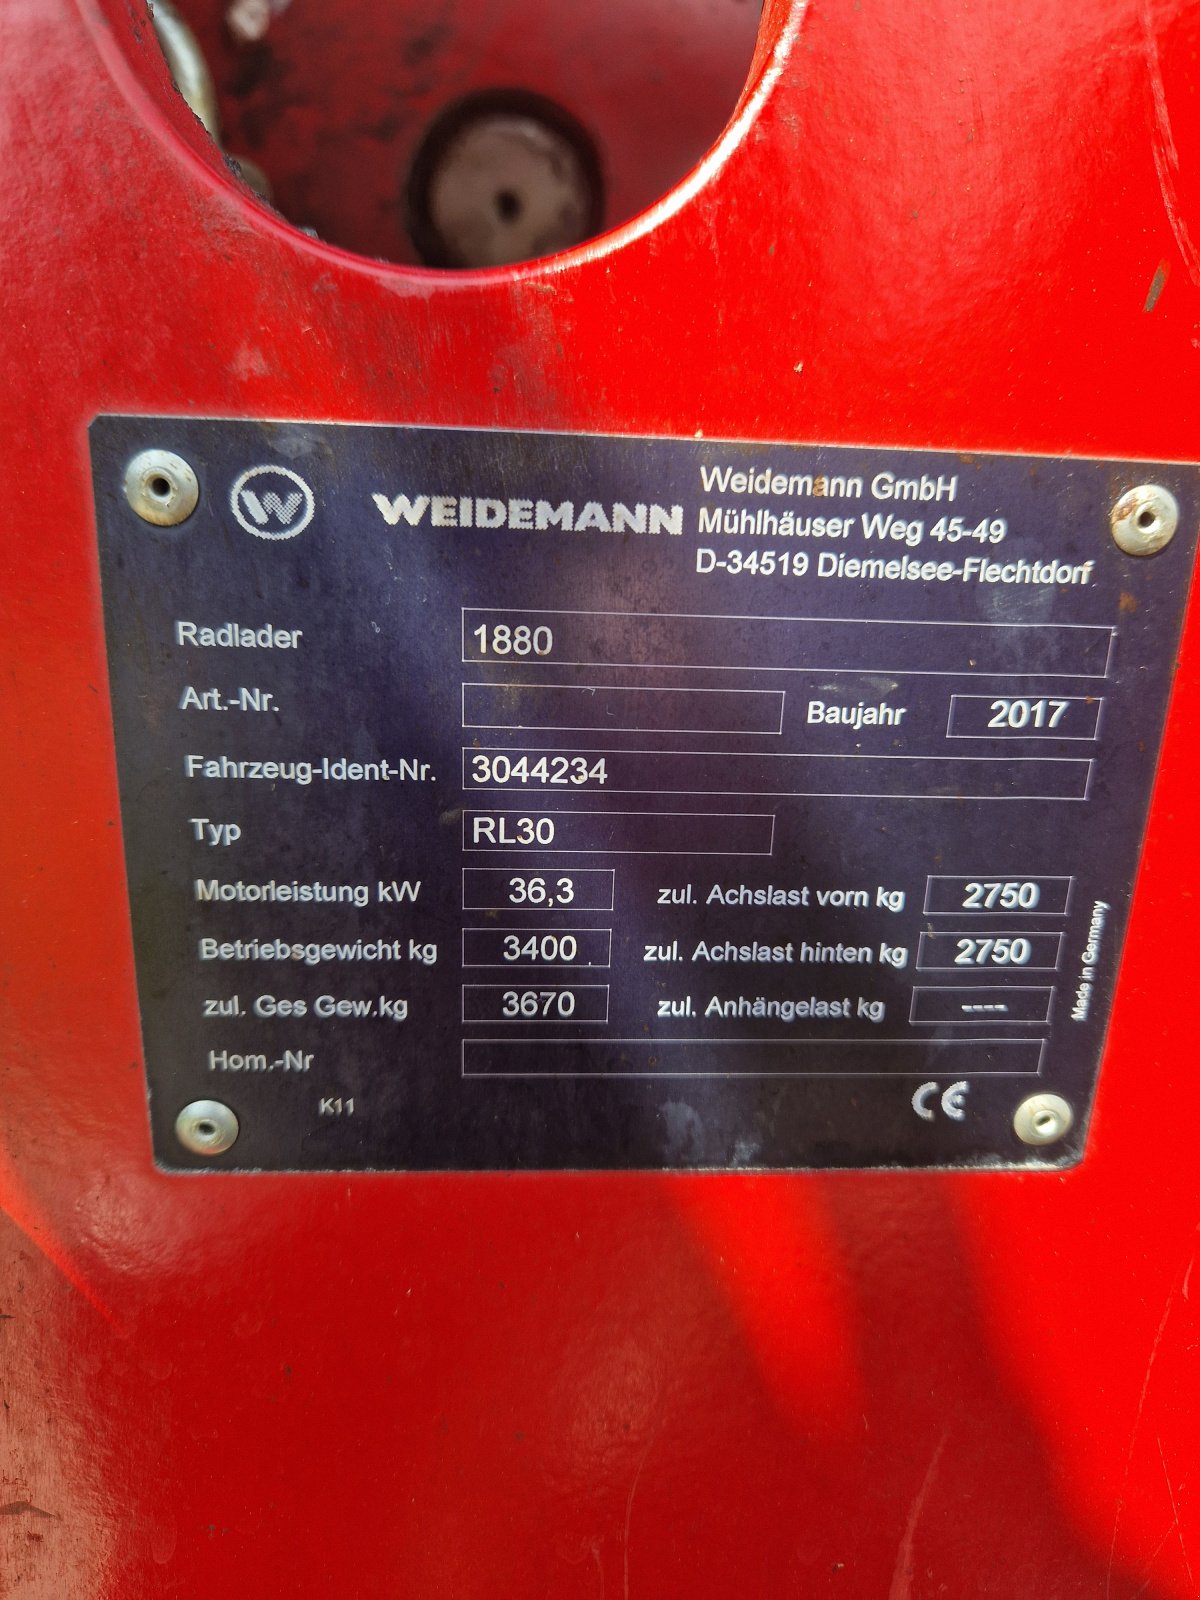 WEIDEMANN
Weidemann GmbH
Mühlhäuser Weg 45-49
D-34519 Diemelsee-Flechtdorf
Radlader 1880
Art.-Nr. Baujahr 2017
Fahrzeug-Ident-Nr. 3044234
Typ RL30
Motorleistung kW 36,3 zul. Achslast vorn kg 2750
Betriebsgewicht kg 3400 zul. Achslast hinten kg 2750
zul. Ges Gew.kg 3670 zul. Anhängelast kg ----
Hom.-Nr
K11
CE
Made in Germany